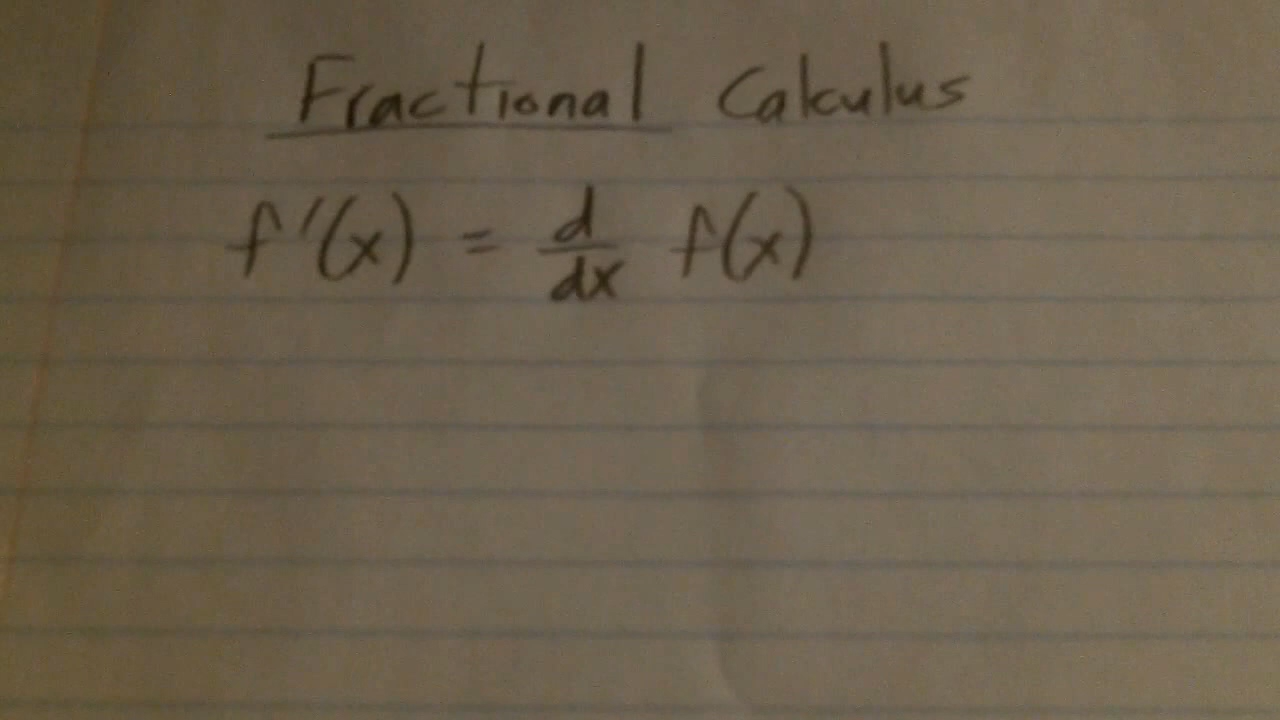 Fractional Calculus
f'(x) = d/dx f(x)